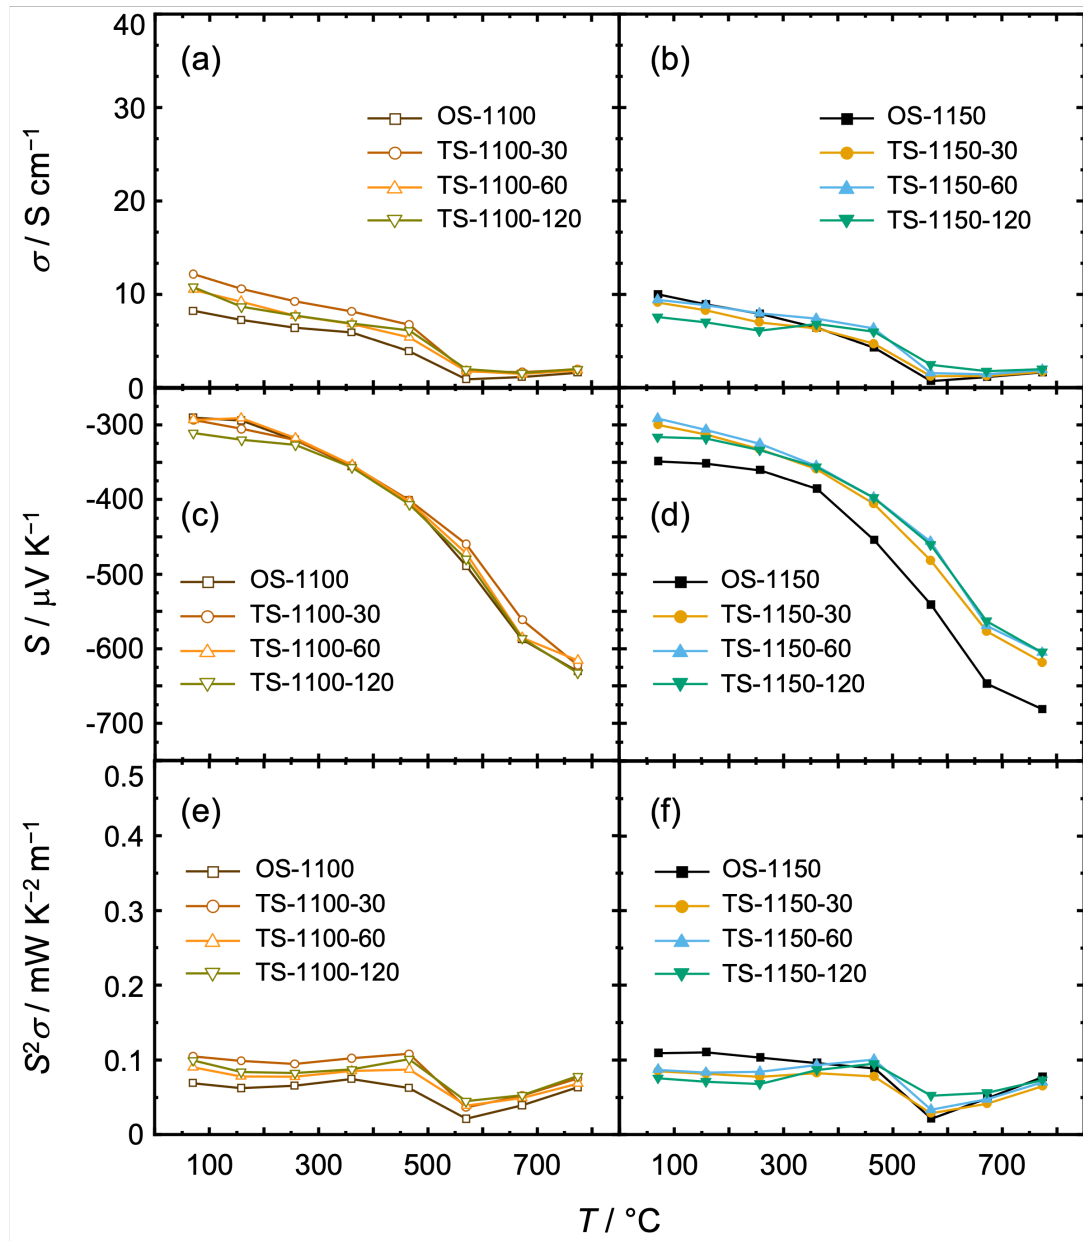 40
30
20
10
0
σ / S cm⁻¹
(a)
OS-1100
TS-1100-30
TS-1100-60
TS-1100-120
(b)
OS-1150
TS-1150-30
TS-1150-60
TS-1150-120
-300
-400
-500
-600
-700
S / μV K⁻¹
(c)
OS-1100
TS-1100-30
TS-1100-60
TS-1100-120
(d)
OS-1150
TS-1150-30
TS-1150-60
TS-1150-120
0.5
0.4
0.3
0.2
0.1
0
S²σ / mW K⁻² m⁻¹
(e)
OS-1100
TS-1100-30
TS-1100-60
TS-1100-120
(f)
OS-1150
TS-1150-30
TS-1150-60
TS-1150-120
100 300 500 700 100 300 500 700
T / °C